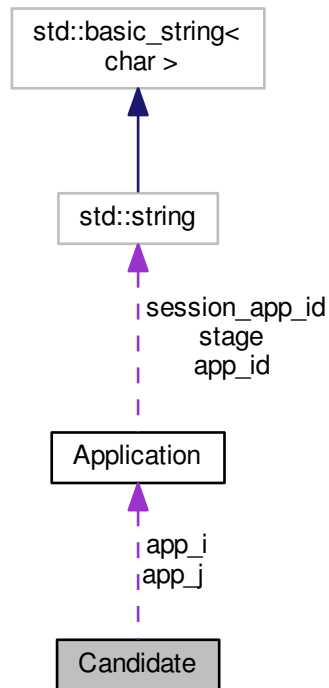 std::basic_string<
char >
std::string
session_app_id
stage
app_id
Application
app_i
app_j
Candidate